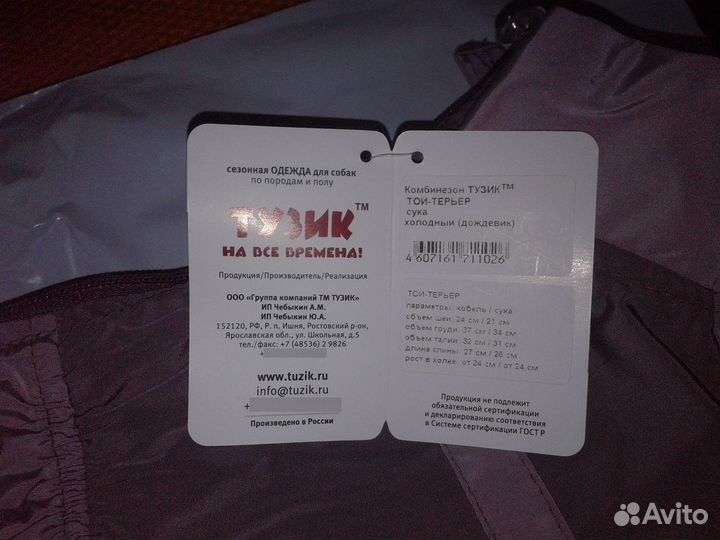 сезонная ОДЕЖДА для собак
по породам и полу
ТУЗИК™
НА ВСЕ ВРЕМЕНА!
Продукция/Производитель/Реализация
ООО «Группа компаний ТМ ТУЗИК»
ИП Чебыкин А.М.
ИП Чебыкин Ю.А.
152120, РФ, Р. п, Ишня, Ростовский р-он,
Ярославская обл., ул. Школьная, д.5
тел./факс: +7 (48536) 2 9826
+
www.tuzik.ru
info@tuzik.ru
+
Произведено в России
Комбинезон ТУЗИК™
ТОЙ-ТЕРЬЕР
сука
холодный (дождевик)
4 607161 711026
ТОЙ-ТЕРЬЕР
параметры: кобель / сука
объем шеи: 24 см / 21 см
объем груди: 37 см / 34 см
объем талии: 32 см / 31 см
длина спины: 27 см / 26 см
рост в холке: от 24 см / от 24 см
Продукция не подлежит
обязательной сертификации
и декларированию соответствия
в Системе сертификации ГОСТ Р
Avito